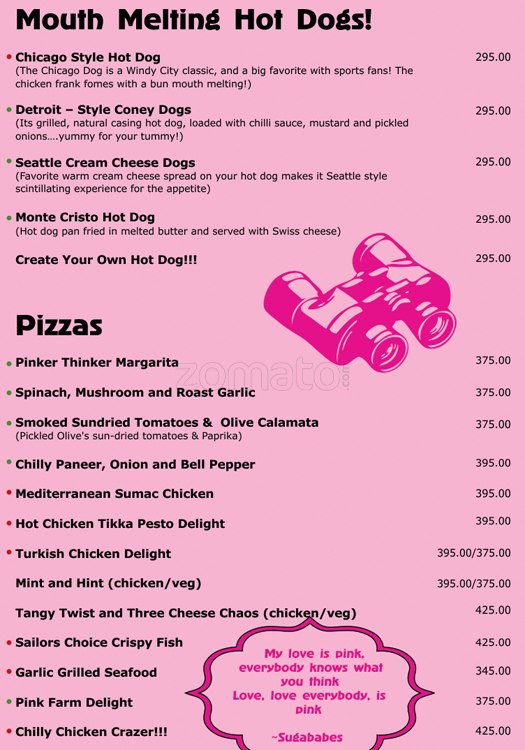 Mouth Melting Hot Dogs!
Chicago Style Hot Dog 295.00
(The Chicago Dog is a Windy City classic, and a big favorite with sports fans! The
chicken frank fomes with a bun mouth melting!)
Detroit – Style Coney Dogs 295.00
(Its grilled, natural casing hot dog, loaded with chilli sauce, mustard and pickled
onions....yummy for your tummy!)
Seattle Cream Cheese Dogs 295.00
(Favorite warm cream cheese spread on your hot dog makes it Seattle style
scintillating experience for the appetite)
Monte Cristo Hot Dog 295.00
(Hot dog pan fried in melted butter and served with Swiss cheese)
Create Your Own Hot Dog!!! 295.00
Pizzas
zomato.com
Pinker Thinker Margarita 375.00
Spinach, Mushroom and Roast Garlic 375.00
Smoked Sundried Tomatoes & Olive Calamata 375.00
(Pickled Olive's sun-dried tomatoes & Paprika)
Chilly Paneer, Onion and Bell Pepper 395.00
Mediterranean Sumac Chicken 395.00
Hot Chicken Tikka Pesto Delight 395.00
Turkish Chicken Delight 395.00/375.00
Mint and Hint (chicken/veg) 395.00/375.00
Tangy Twist and Three Cheese Chaos (chicken/veg) 425.00
Sailors Choice Crispy Fish 425.00
Garlic Grilled Seafood 345.00
Pink Farm Delight 375.00
Chilly Chicken Crazer!!! 425.00
My love is pink,
everybody knows what
you think
Love, love everybody, is
pink
~Sugababes